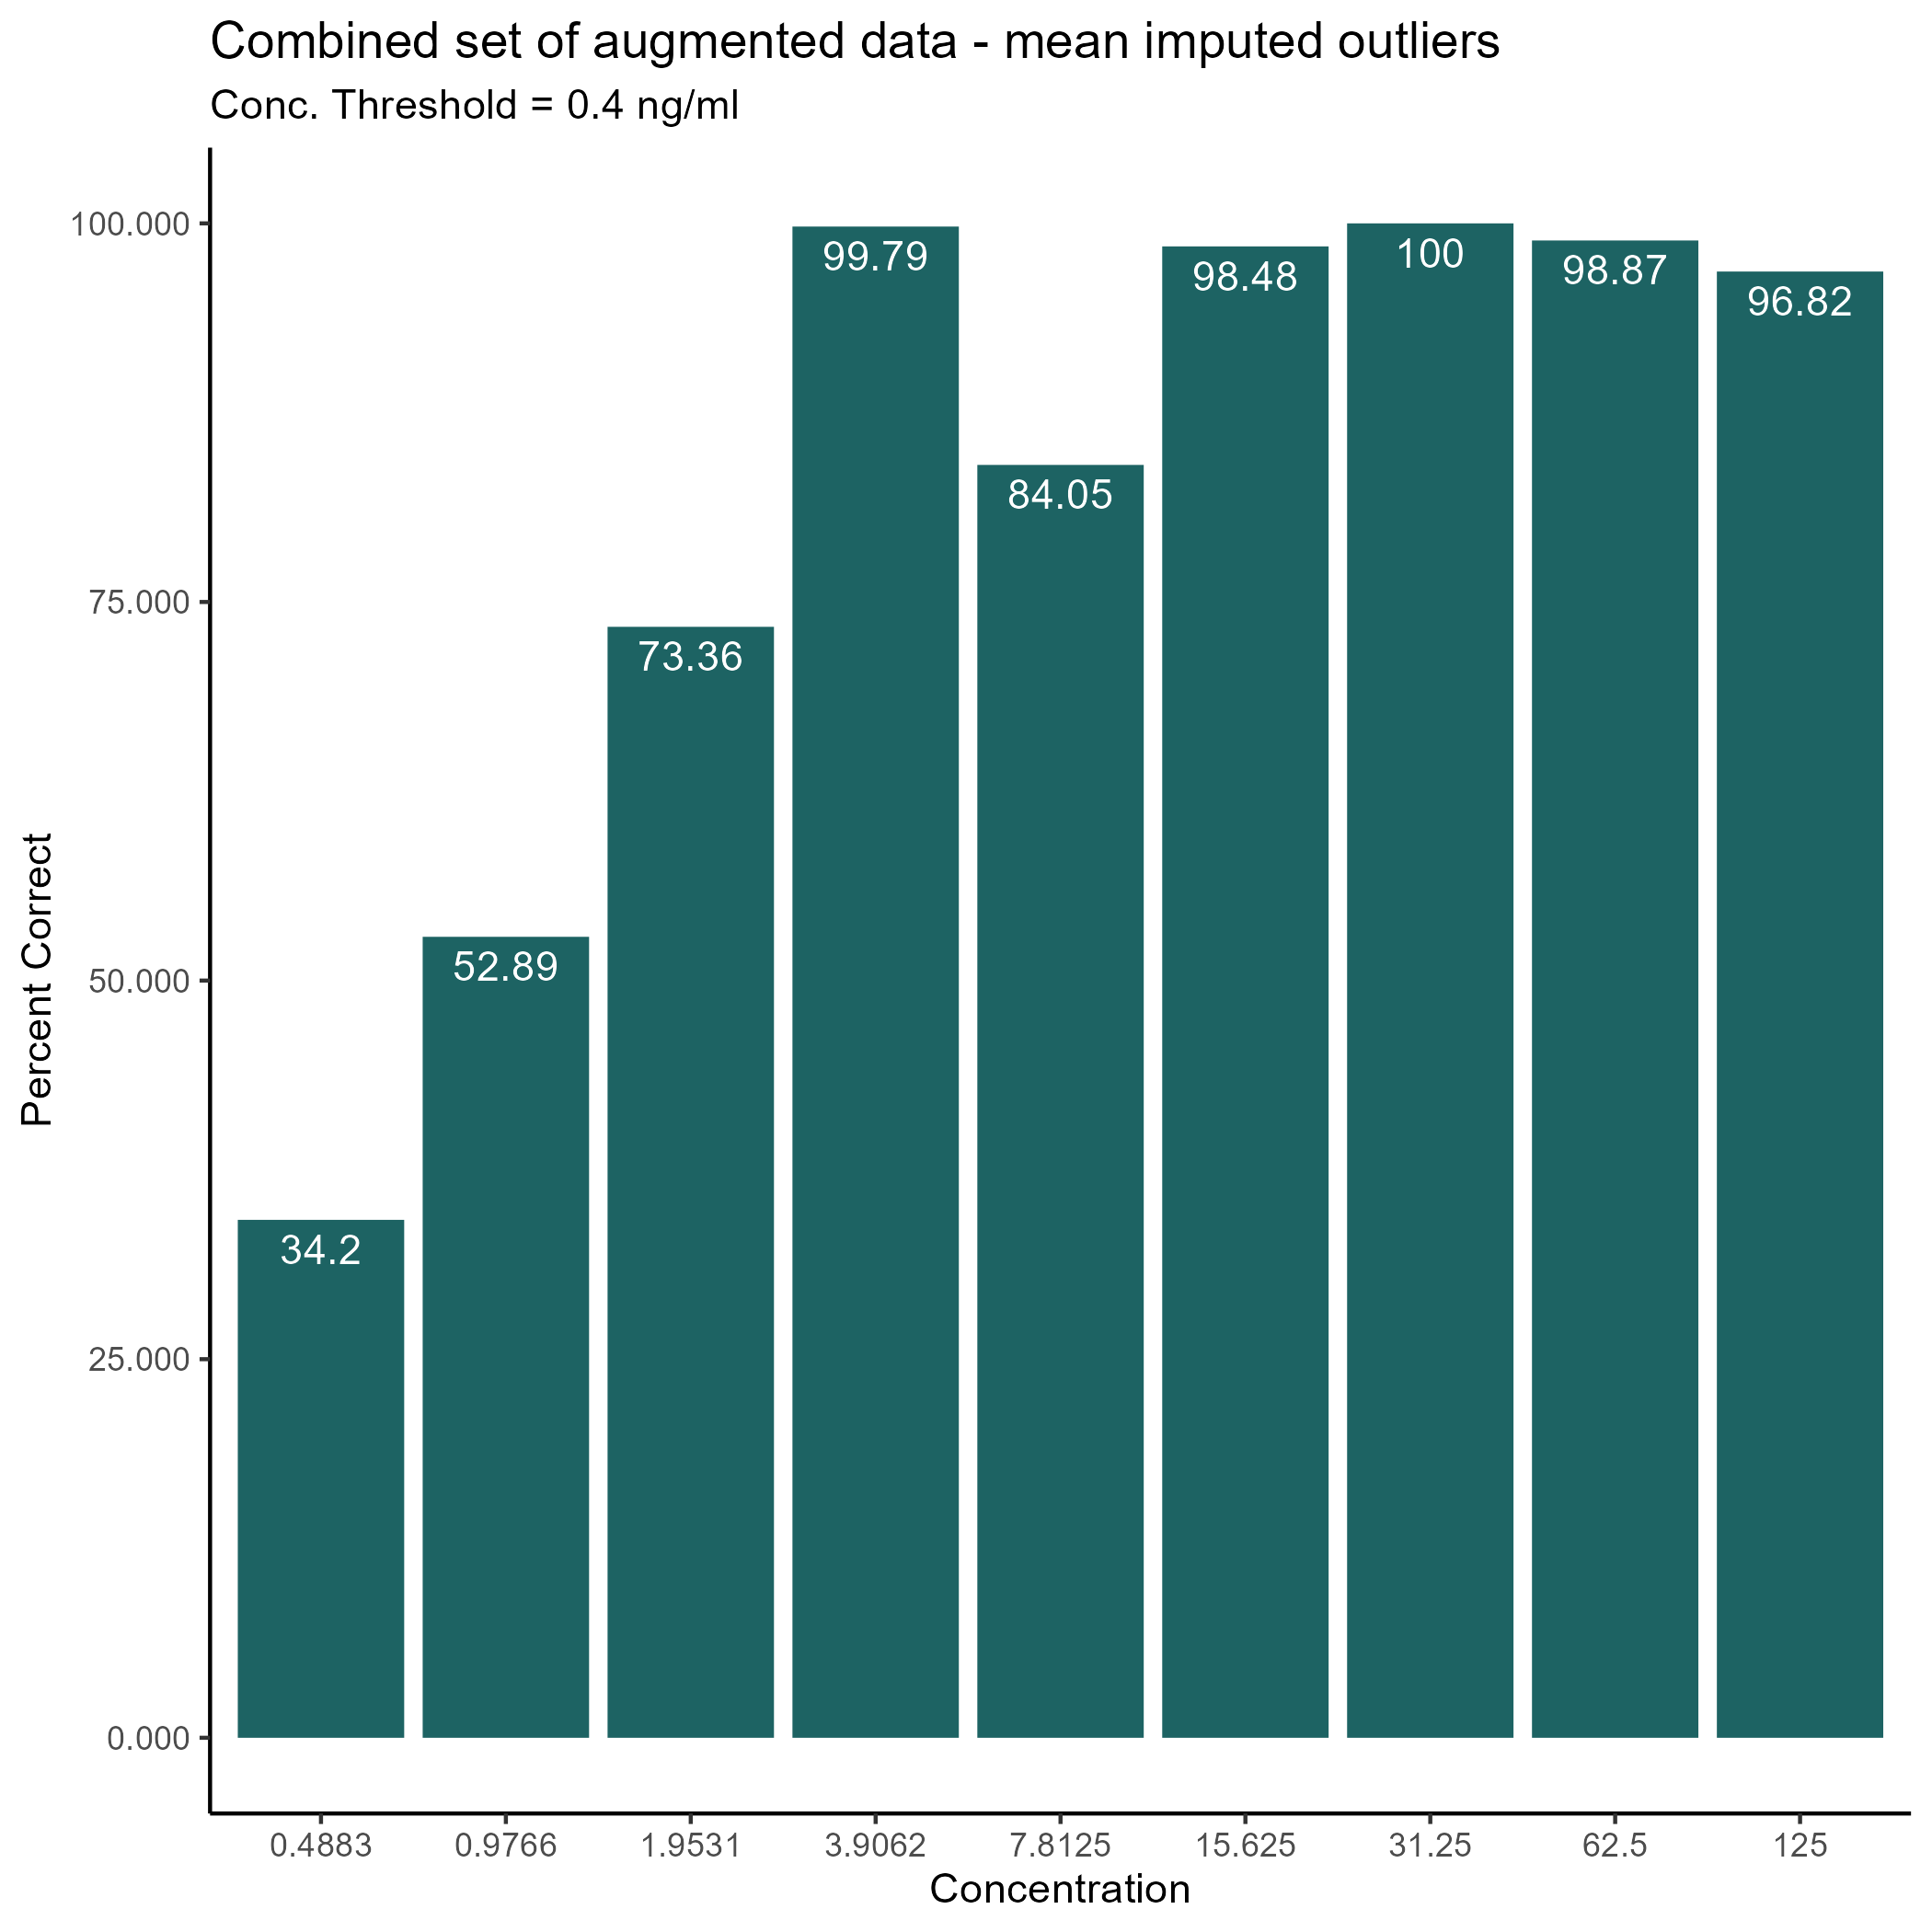 Combined set of augmented data - mean imputed outliers
Conc. Threshold = 0.4 ng/ml
Percent Correct
100.000
75.000
50.000
25.000
0.000
34.2
52.89
73.36
99.79
84.05
98.48
100
98.87
96.82
0.4883 0.9766 1.9531 3.9062 7.8125 15.625 31.25 62.5 125
Concentration